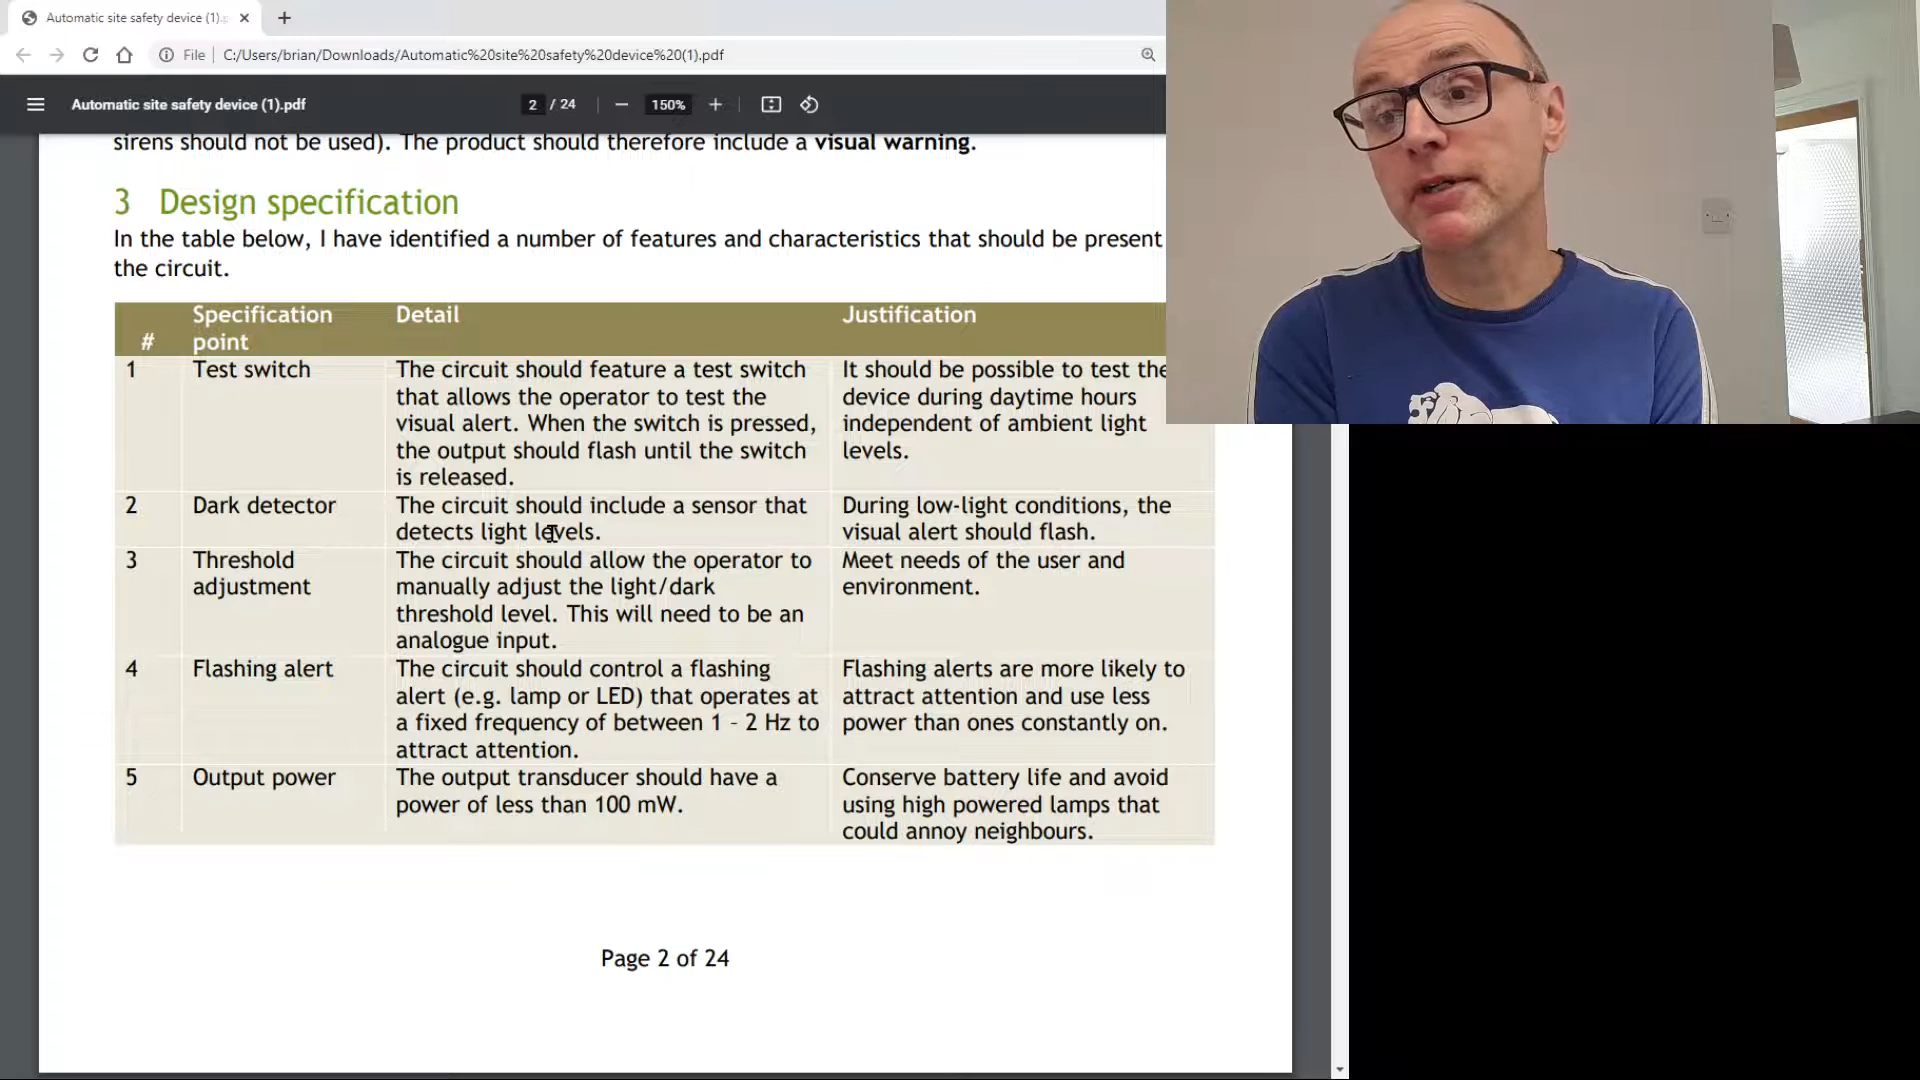 Automatic site safety device (1).p
File C:/Users/brian/Downloads/Automatic%20site%20safety%20device%20(1).pdf
Automatic site safety device (1).pdf 2 / 24 150%
sirens should not be used). The product should therefore include a visual warning.
3 Design specification
In the table below, I have identified a number of features and characteristics that should be present
the circuit.
# Specification point Detail Justification
1 Test switch
The circuit should feature a test switch
that allows the operator to test the
visual alert. When the switch is pressed,
the output should flash until the switch
is released.
It should be possible to test the
device during daytime hours
independent of ambient light
levels.
2 Dark detector
The circuit should include a sensor that
detects light levels.
During low-light conditions, the
visual alert should flash.
3 Threshold
adjustment
The circuit should allow the operator to
manually adjust the light/dark
threshold level. This will need to be an
analogue input.
Meet needs of the user and
environment.
4 Flashing alert
The circuit should control a flashing
alert (e.g. lamp or LED) that operates at
a fixed frequency of between 1 – 2 Hz to
attract attention.
Flashing alerts are more likely to
attract attention and use less
power than ones constantly on.
5 Output power
The output transducer should have a
power of less than 100 mW.
Conserve battery life and avoid
using high powered lamps that
could annoy neighbours.
Page 2 of 24